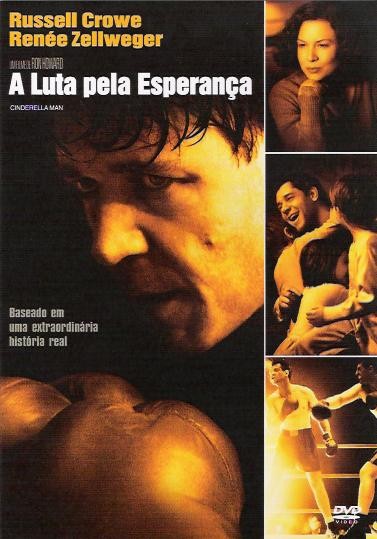 Russell Crowe
Renée Zellweger
UM FILME DE RON HOWARD
A Luta pela Esperança
CINDERELLA MAN
Baseado em
uma extraordinária
história real
DVD
VIDEO